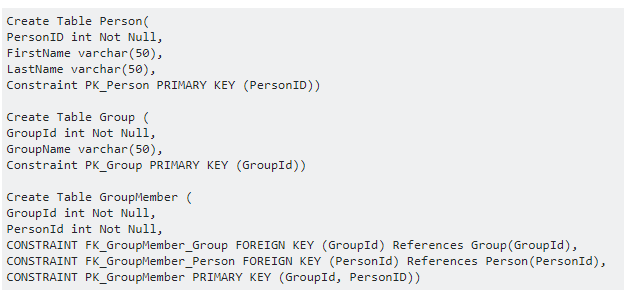 Create Table Person(
PersonID int Not Null,
FirstName varchar(50),
LastName varchar(50),
Constraint PK_Person PRIMARY KEY (PersonID))
Create Table Group (
GroupId int Not Null,
GroupName varchar(50),
Constraint PK_Group PRIMARY KEY (GroupId))
Create Table GroupMember (
GroupId int Not Null,
PersonId int Not Null,
CONSTRAINT FK_GroupMember_Group FOREIGN KEY (GroupId) References Group(GroupId),
CONSTRAINT FK_GroupMember_Person FOREIGN KEY (PersonId) References Person(PersonId),
CONSTRAINT PK_GroupMember PRIMARY KEY (GroupId, PersonID))